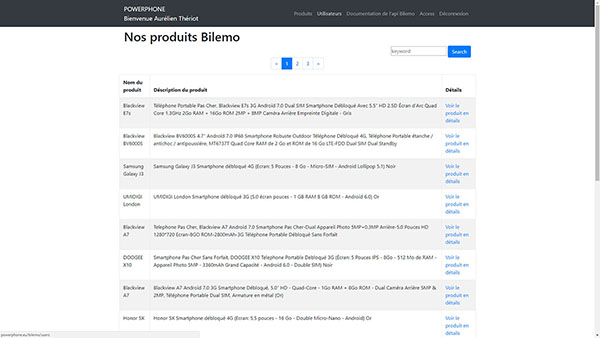 POWERPHONE
Bienvenue Aurélien Thériot
Produits Utilisateurs Documentation de l'api Bilemo Access Déconnexion
Nos produits Bilemo
keyword Search
« 1 2 3 »
Nom du produit Déscription du produit Détails
Blackview E7s
Téléphone Portable Pas Cher, Blackview E7s 3G Android 7.0 Dual SIM Smartphone Débloqué Avec 5.5" HD 2.5D Écran d'Arc Quad
Core 1.3GHz 2Go RAM + 16Go ROM 2MP + 8MP Caméra Arrière Empreinte Digitale - Gris
Voir le produit en détails
Blackview BV6000S
Blackview BV6000S 4.7" Android 7.0 IP68 Smartphone Robuste Outdoor Téléphone Débloqué 4G, Téléphone Portable étanche /
antichoc / antipoussière, MT6737T Quad Core RAM de 2 Go et ROM de 16 Go LTE-FDD Dual SIM Dual Standby
Voir le produit en détails
Samsung Galaxy J3
Samsung Galaxy J3 Smartphone débloqué 4G (Ecran: 5 Pouces - 8 Go - Micro-SIM - Android Lollipop 5.1) Noir
Voir le produit en détails
UMIDIGI London
UMIDIGI London Smartphone débloqué 3G (5.0 écran pouces - 1 GB RAM 8 GB ROM - Android 6.0) Or
Voir le produit en détails
Blackview A7
Telephone Pas Cher, Blackview A7 Android 7.0 Smartphone Pas Cher-Dual Appareil Photo 5MP+0.3MP Arrière-5.0 Pouces HD
1280*720 Ecran-8GO ROM-2800mAh-3G Téléphone Portable Débloqué Sans Forfait
Voir le produit en détails
DOOGEE X10
Smartphone Pas Cher Sans Forfait, DOOGEE X10 Telephone Portable Debloqué 3G (Écran: 5 Pouces IPS - 8Go - 512 Mo de RAM -
Appareil Photo 5MP - 3360mAh Grand Capacité - Android 6.0 - Double SIM) Noir
Voir le produit en détails
Blackview A7
Blackview A7 Android 7.0 3G Smartphone Débloqué, 5.0" HD - Quad-Core - 1Go RAM + 8Go ROM - Dual Caméra Arrière 5MP &
2MP, Téléphone Portable Dual SIM, Armature en métal (Or)
Voir le produit en détails
Honor 5X
Honor 5X Smartphone débloqué 4G (Ecran: 5,5 pouces - 16 Go - Double Micro-Nano - Android) Or
Voir le produit en détails